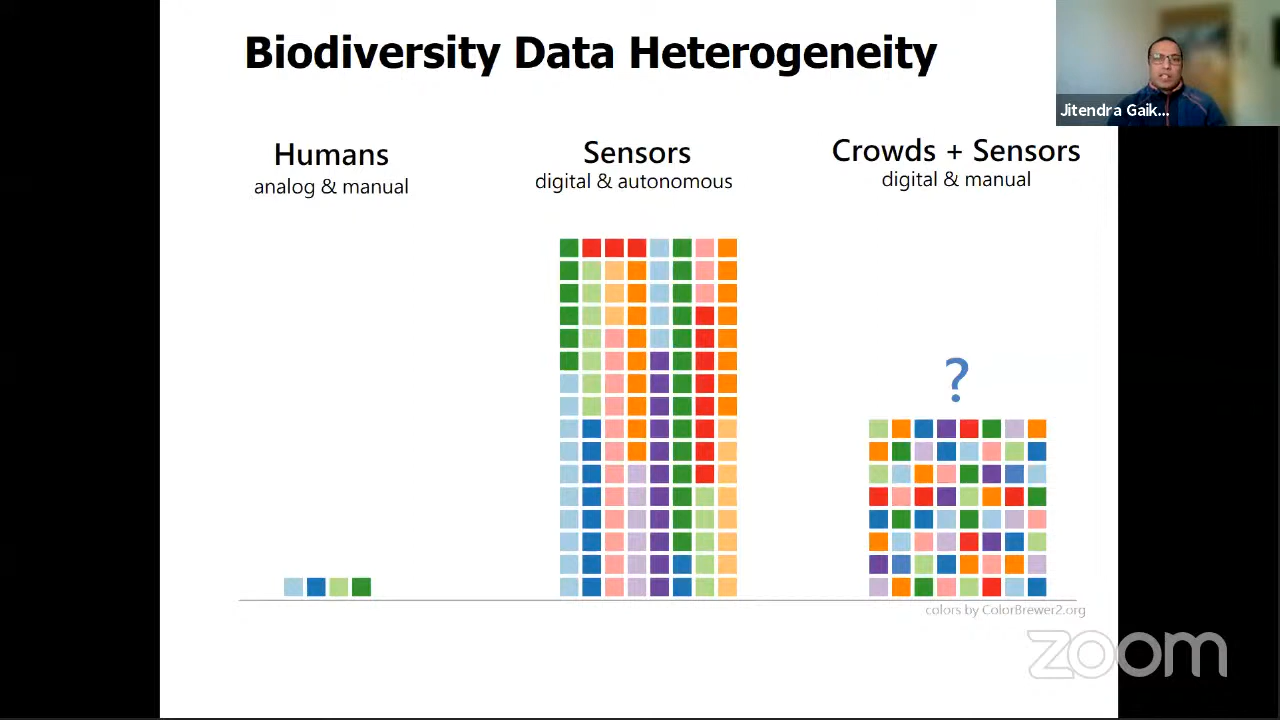 Biodiversity Data Heterogeneity
Jitendra Gaik...
Humans
analog & manual
Sensors
digital & autonomous
Crowds + Sensors
digital & manual
?
colors by ColorBrewer2.org
zoom